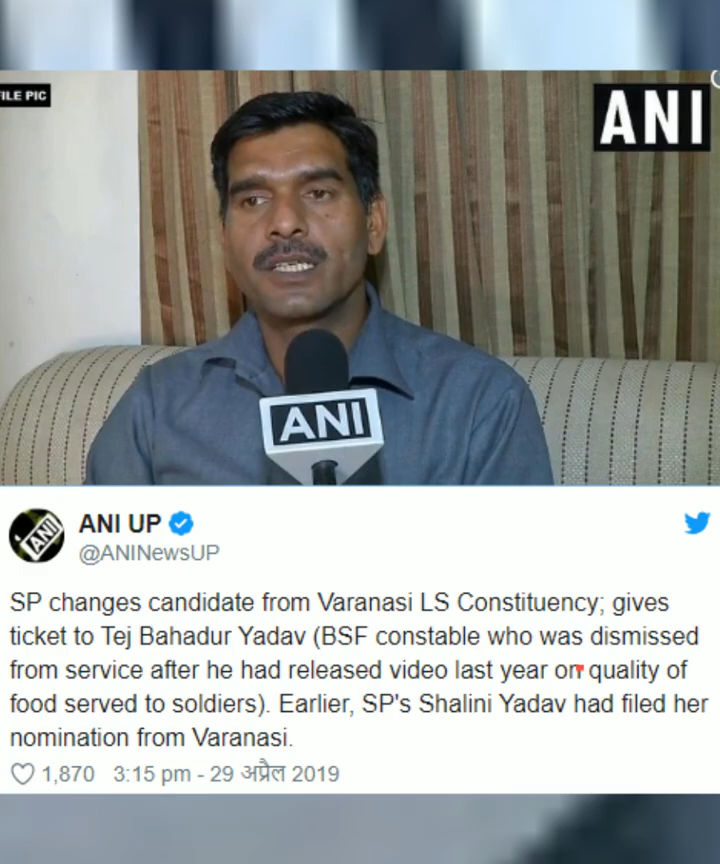 ILE PIC
ANI
ANI
ANI
ANI UP
@ANINewsUP
SP changes candidate from Varanasi LS Constituency; gives
ticket to Tej Bahadur Yadav (BSF constable who was dismissed
from service after he had released video last year on quality of
food served to soldiers). Earlier, SP's Shalini Yadav had filed her
nomination from Varanasi.
1,870 3:15 pm - 29 अप्रैल 2019